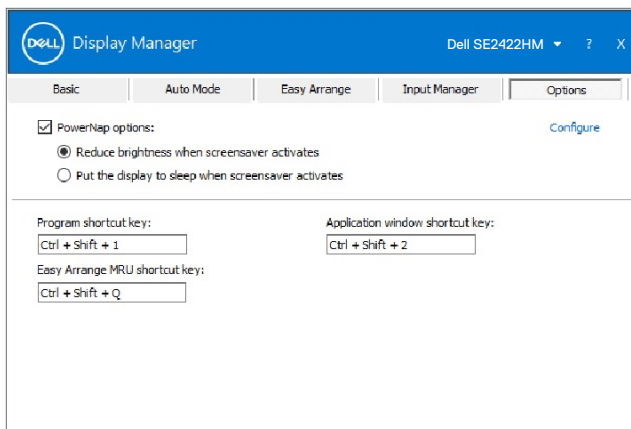 DELL Display Manager Dell SE2422HM ? X
Basic Auto Mode Easy Arrange Input Manager Options
PowerNap options: Configure
Reduce brightness when screensaver activates
Put the display to sleep when screensaver activates
Program shortcut key: Application window shortcut key:
Ctrl + Shift + 1 Ctrl + Shift + 2
Easy Arrange MRU shortcut key:
Ctrl + Shift + Q